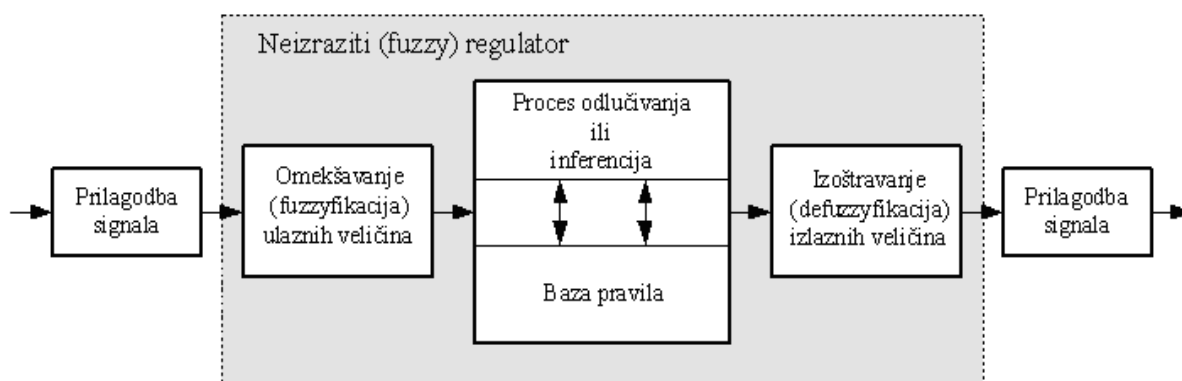 Neizraziti (fuzzy) regulator
Prilagodba
signala
Omekšavanje
(fuzzyfikacija)
ulaznih veličina
Proces odlučivanja
ili
inferencija
Baza pravila
Izoštravanje
(defuzzyfikacija)
izlaznih veličina
Prilagodba
signala